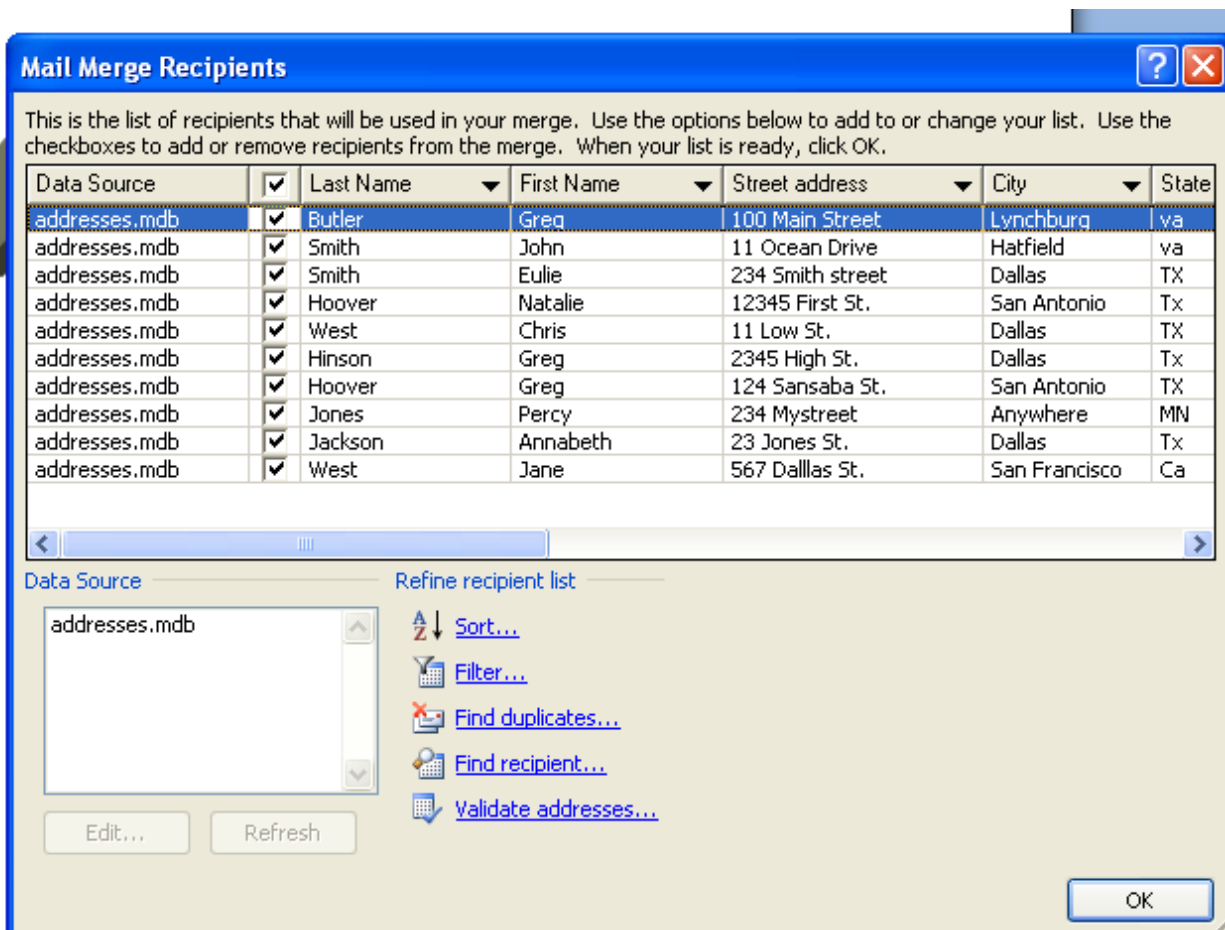 Mail Merge Recipients
This is the list of recipients that will be used in your merge. Use the options below to add to or change your list. Use the
checkboxes to add or remove recipients from the merge. When your list is ready, click OK.
Data Source Last Name First Name Street address City State
addresses.mdb Butler Greg 100 Main Street Lynchburg va
addresses.mdb Smith John 11 Ocean Drive Hatfield va
addresses.mdb Smith Eulie 234 Smith street Dallas TX
addresses.mdb Hoover Natalie 12345 First St. San Antonio Tx
addresses.mdb West Chris 11 Low St. Dallas TX
addresses.mdb Hinson Greg 2345 High St. Dallas Tx
addresses.mdb Hoover Greg 124 Sansaba St. San Antonio TX
addresses.mdb Jones Percy 234 Mystreet Anywhere MN
addresses.mdb Jackson Annabeth 23 Jones St. Dallas Tx
addresses.mdb West Jane 567 Dalllas St. San Francisco Ca
Data Source Refine recipient list
addresses.mdb
Sort...
Filter...
Find duplicates...
Find recipient...
Validate addresses...
Edit... Refresh
OK